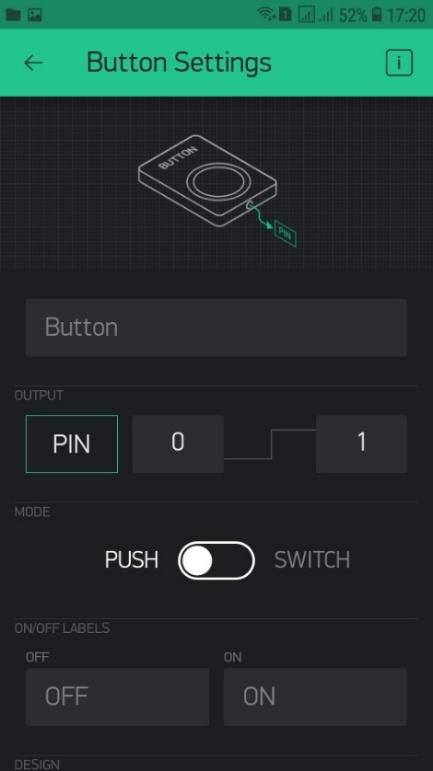 1 52% 17:20
← Button Settings i
BUTTON
PIN
Button
OUTPUT
PIN 0 1
MODE
PUSH SWITCH
ON/OFF LABELS
OFF ON
OFF ON
DESIGN